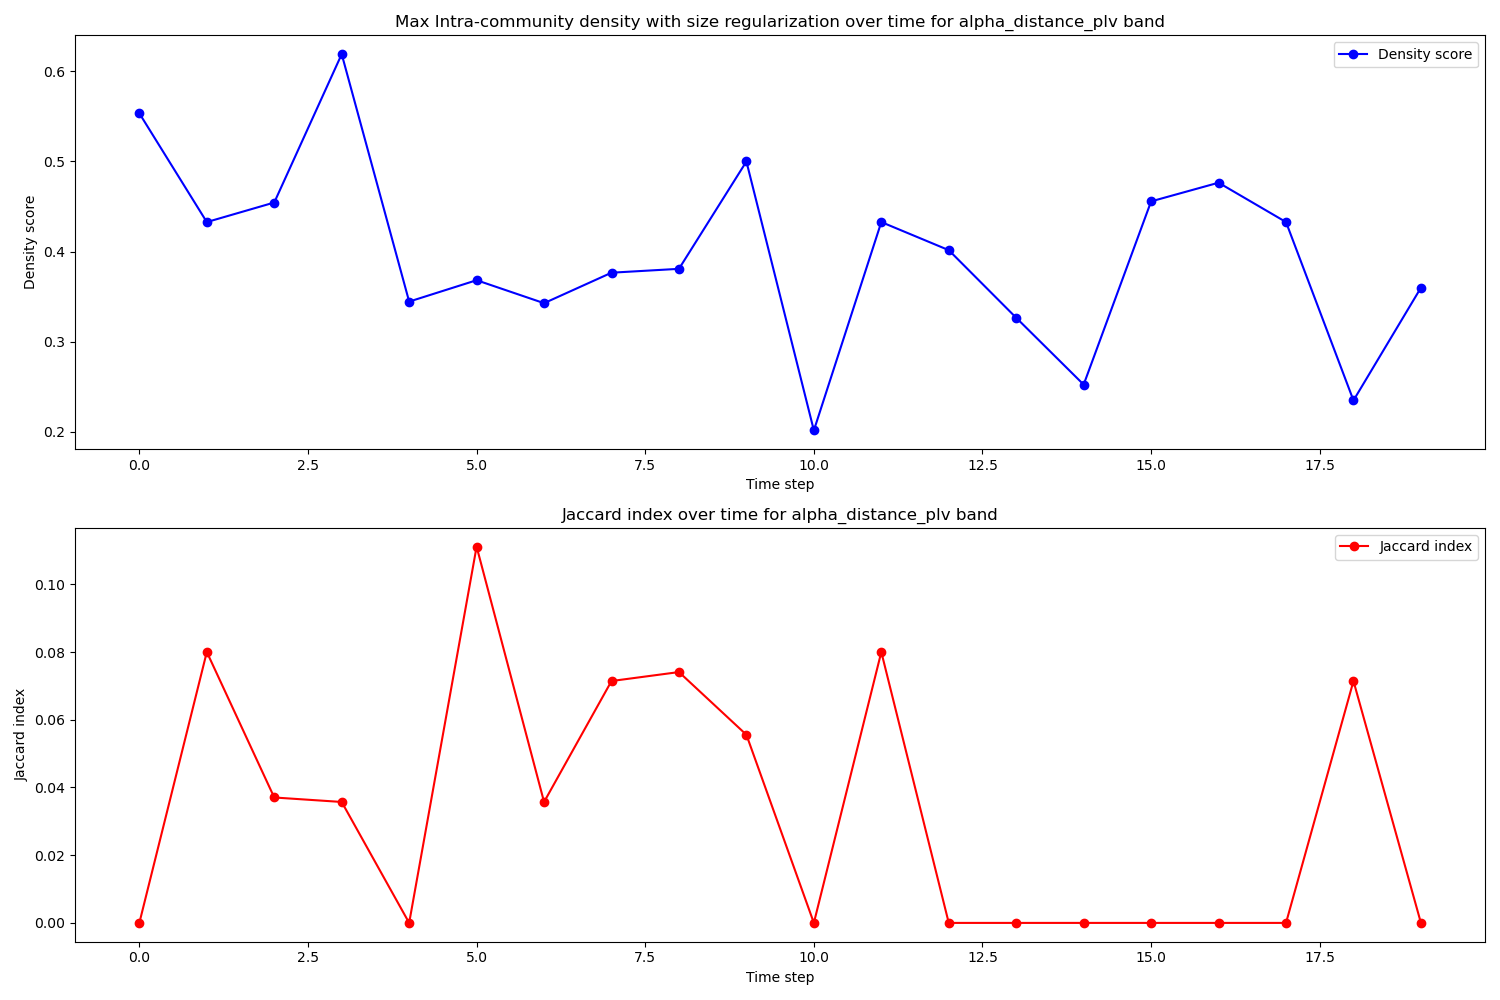 Max Intra-community density with size regularization over time for alpha_distance_plv band
Density score
0.6
0.5
0.4
0.3
0.2
Density score
0.0 2.5 5.0 7.5 10.0 12.5 15.0 17.5
Time step
Jaccard index over time for alpha_distance_plv band
Jaccard index
0.10
0.08
0.06
0.04
0.02
0.00
Jaccard index
0.0 2.5 5.0 7.5 10.0 12.5 15.0 17.5
Time step